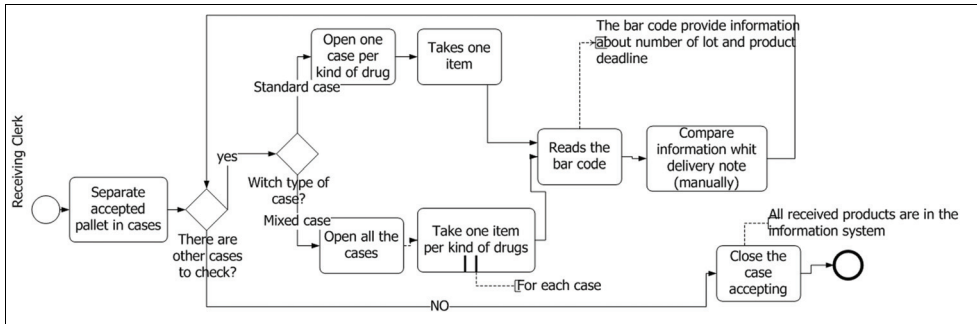 Receiving Clerk
Separate
accepted
pallet in cases
There are
other cases
to check?
yes
NO
Witch type of
case?
Standard case
Mixed case
Open one
case per
kind of drug
Takes one
item
Open all the
cases
Take one item
per kind of drugs
For each case
Reads the
bar code
The bar code provide information
about number of lot and product
deadline
Compare
information whit
delivery note
(manually)
Close the
case
accepting
All received products are in the
information system